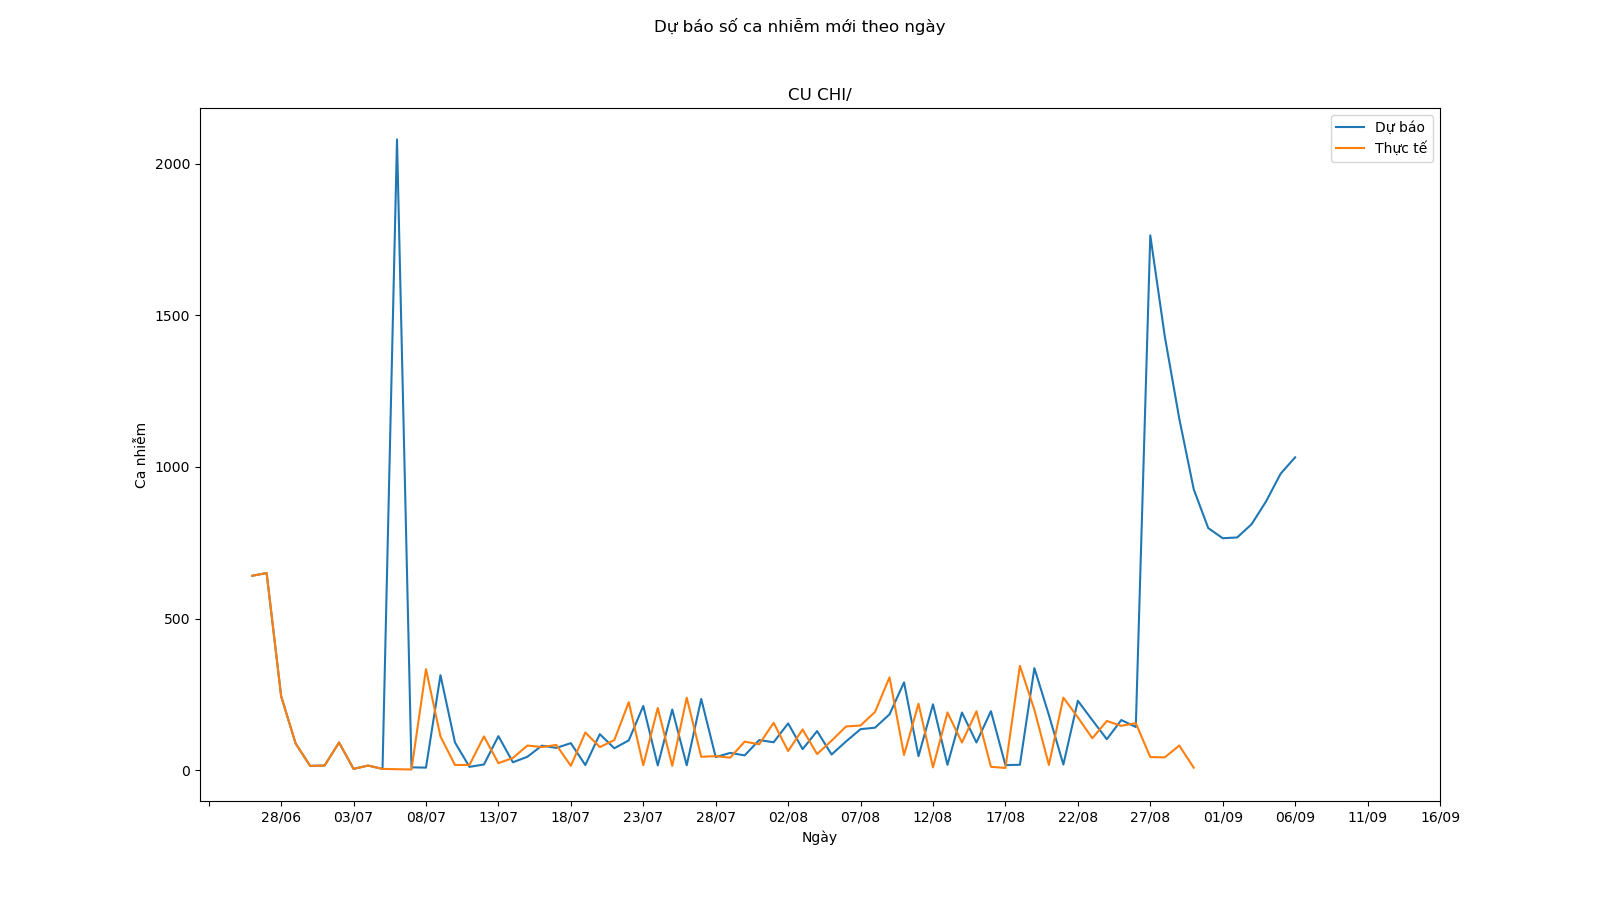 Dự báo số ca nhiễm mới theo ngày
CU CHI/
Dự báo
Thực tế
2000
1500
1000
500
0
Ca nhiễm
28/06 03/07 08/07 13/07 18/07 23/07 28/07 02/08 07/08 12/08 17/08 22/08 27/08 01/09 06/09 11/09 16/09
Ngày